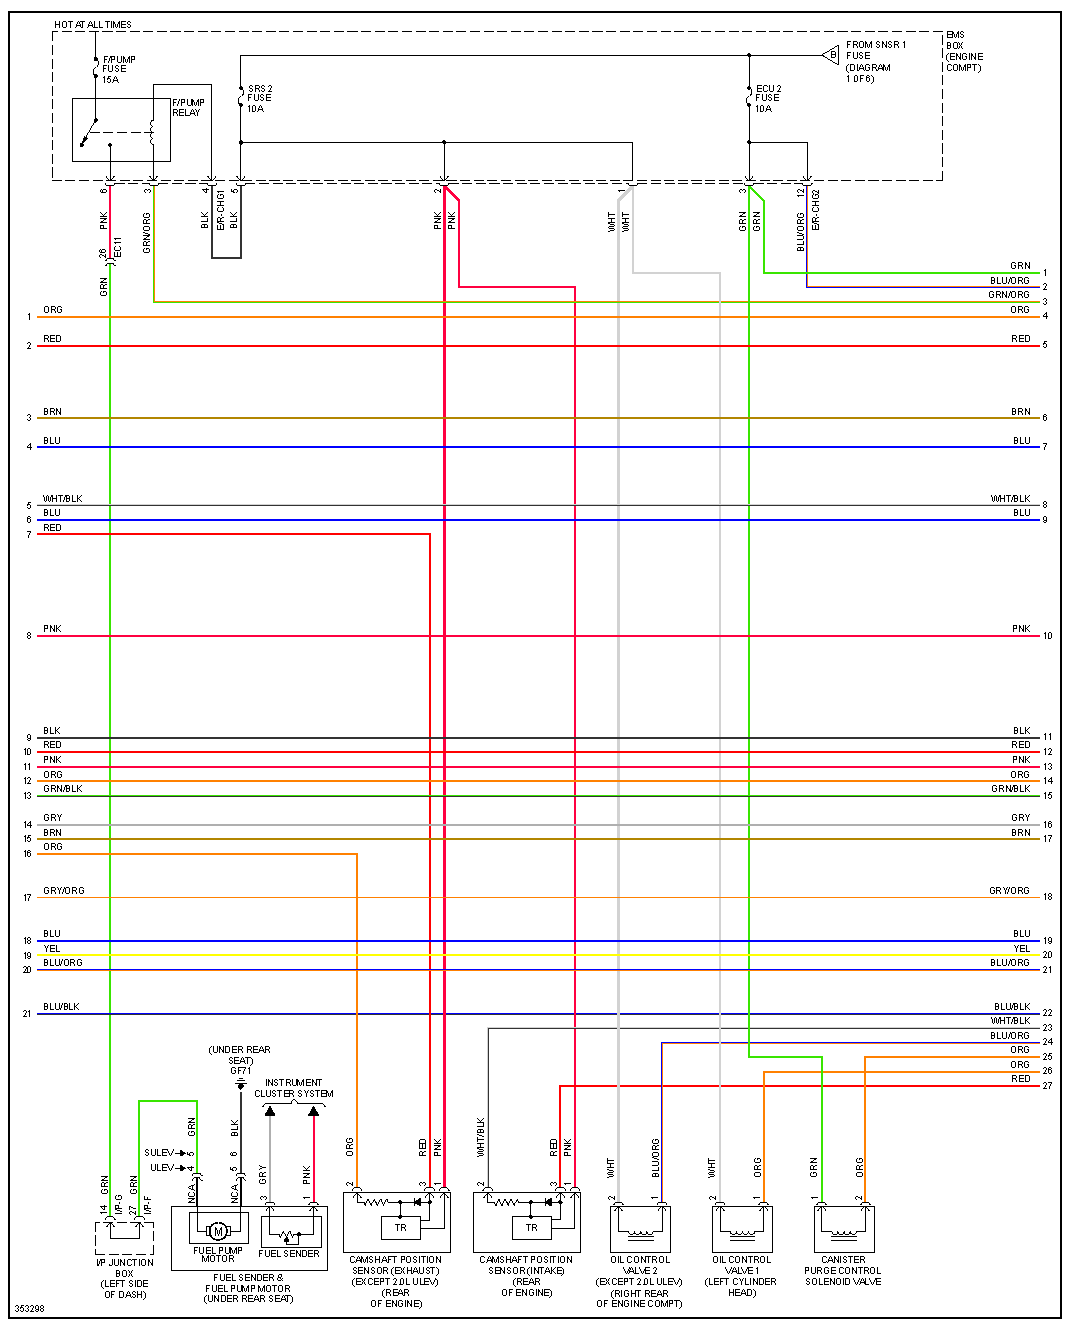 HOT AT ALL TIMES
EMS
BOX
(ENGINE
COMPT)
F/PUMP
FUSE
15A
F/PUMP
RELAY
SRS 2
FUSE
10A
ECU 2
FUSE
10A
B
FROM SNSR 1
FUSE
(DIAGRAM
1 OF 6)
6
3
4
E/R-CHG1
5
2
1
3
12
E/R-CHG2
PNK
GRN/ORG
BLK
BLK
PNK
PNK
WHT
WHT
GRN
GRN
BLU/ORG
26
EC11
GRN
GRN 1
BLU/ORG 2
GRN/ORG 3
1 ORG
ORG 4
2 RED
RED 5
3 BRN
BRN 6
4 BLU
BLU 7
5 WHT/BLK
WHT/BLK 8
6 BLU
BLU 9
7 RED
8 PNK
PNK 10
9 BLK
BLK 11
10 RED
RED 12
11 PNK
PNK 13
12 ORG
ORG 14
13 GRN/BLK
GRN/BLK 15
14 GRY
GRY 16
15 BRN
BRN 17
16 ORG
17 GRY/ORG
GRY/ORG 18
18 BLU
BLU 19
19 YEL
YEL 20
20 BLU/ORG
BLU/ORG 21
21 BLU/BLK
BLU/BLK 22
WHT/BLK 23
BLU/ORG 24
ORG 25
ORG 26
RED 27
(UNDER REAR
SEAT)
GF71
INSTRUMENT
CLUSTER SYSTEM
SULEV
ULEV
GRN
5
4
NCA
BLK
6
5
NCA
GRN
14
I/P-G
GRN
27
I/P-F
GRY
3
PNK
1
ORG
2
RED
3
PNK
1
WHT/BLK
2
RED
3
PNK
1
WHT
2
BLU/ORG
1
WHT
2
ORG
1
GRN
1
ORG
2
M
TR
TR
I/P JUNCTION
BOX
(LEFT SIDE
OF DASH)
FUEL PUMP
MOTOR
FUEL SENDER
FUEL SENDER &
FUEL PUMP MOTOR
(UNDER REAR SEAT)
CAMSHAFT POSITION
SENSOR (EXHAUST)
(EXCEPT 2.0L ULEV)
(REAR
OF ENGINE)
CAMSHAFT POSITION
SENSOR (INTAKE)
(REAR
OF ENGINE)
OIL CONTROL
VALVE 2
(EXCEPT 2.0L ULEV)
(RIGHT REAR
OF ENGINE COMPT)
OIL CONTROL
VALVE 1
(LEFT CYLINDER
HEAD)
CANISTER
PURGE CONTROL
SOLENOID VALVE
353298